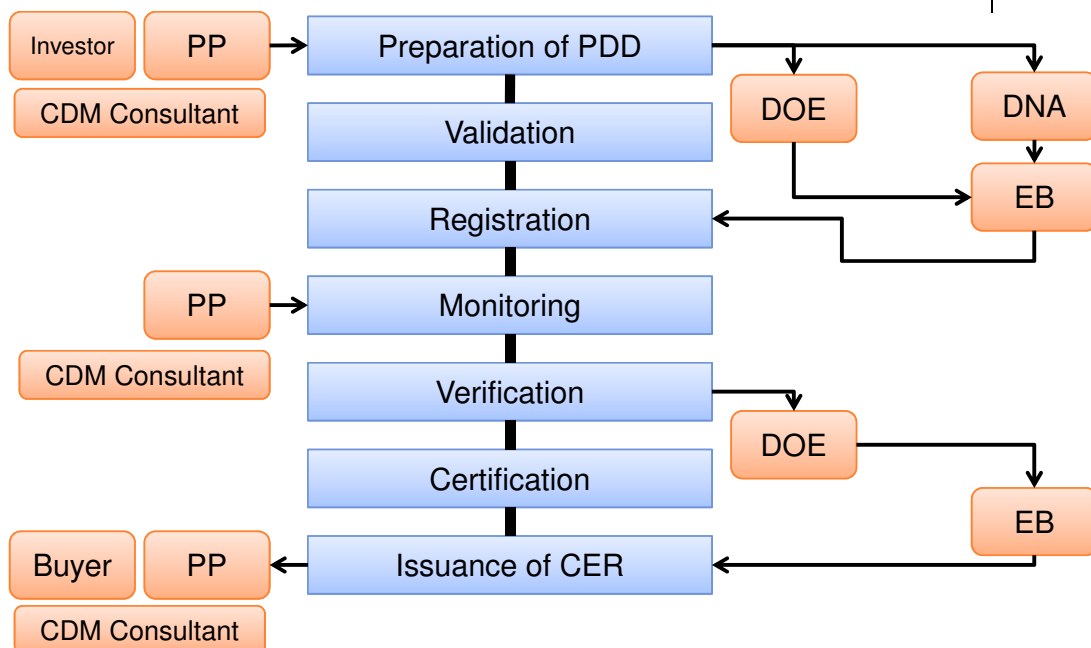 Investor
PP
Preparation of PDD
CDM Consultant
DOE
DNA
Validation
Registration
EB
PP
Monitoring
CDM Consultant
Verification
DOE
Certification
EB
Buyer
PP
Issuance of CER
CDM Consultant